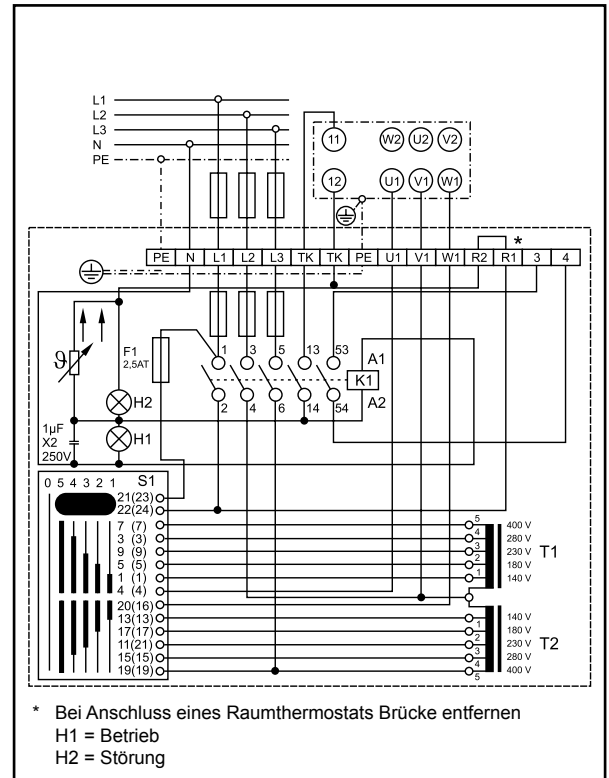 L1
L2
L3
N
PE
11 W2 U2 V2
12 U1 V1 W1
PE N L1 L2 L3 TK TK PE U1 V1 W1 R2 R1 * 3 4
ϑ
F1
2,5AT
1 3 5 13 53 A1
K1
2 4 6 14 54 A2
H2
H1
1µF
X2
250V
0 5 4 3 2 1 S1
21(23)
22(24)
7 (7) 5 400 V
3 (3) 4 280 V
9 (9) 3 230 V T1
5 (5) 2 180 V
1 (1) 1 140 V
4 (4)
20(16)
13(13) 140 V
17(17) 1 180 V
11(21) 2 230 V T2
15(15) 3 280 V
19(19) 4 400 V
5
* Bei Anschluss eines Raumthermostats Brücke entfernen
H1 = Betrieb
H2 = Störung